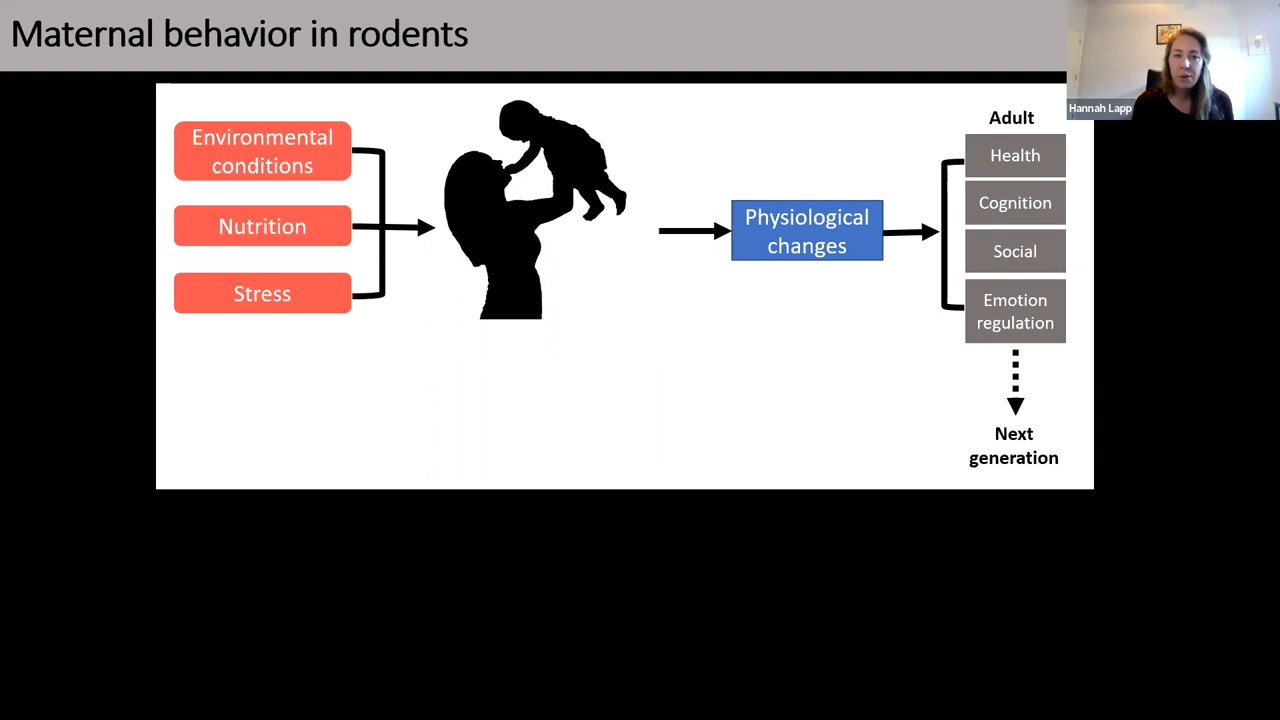 Maternal behavior in rodents
Hannah Lapp
Environmental
conditions
Nutrition
Stress
Physiological
changes
Adult
Health
Cognition
Social
Emotion
regulation
Next
generation